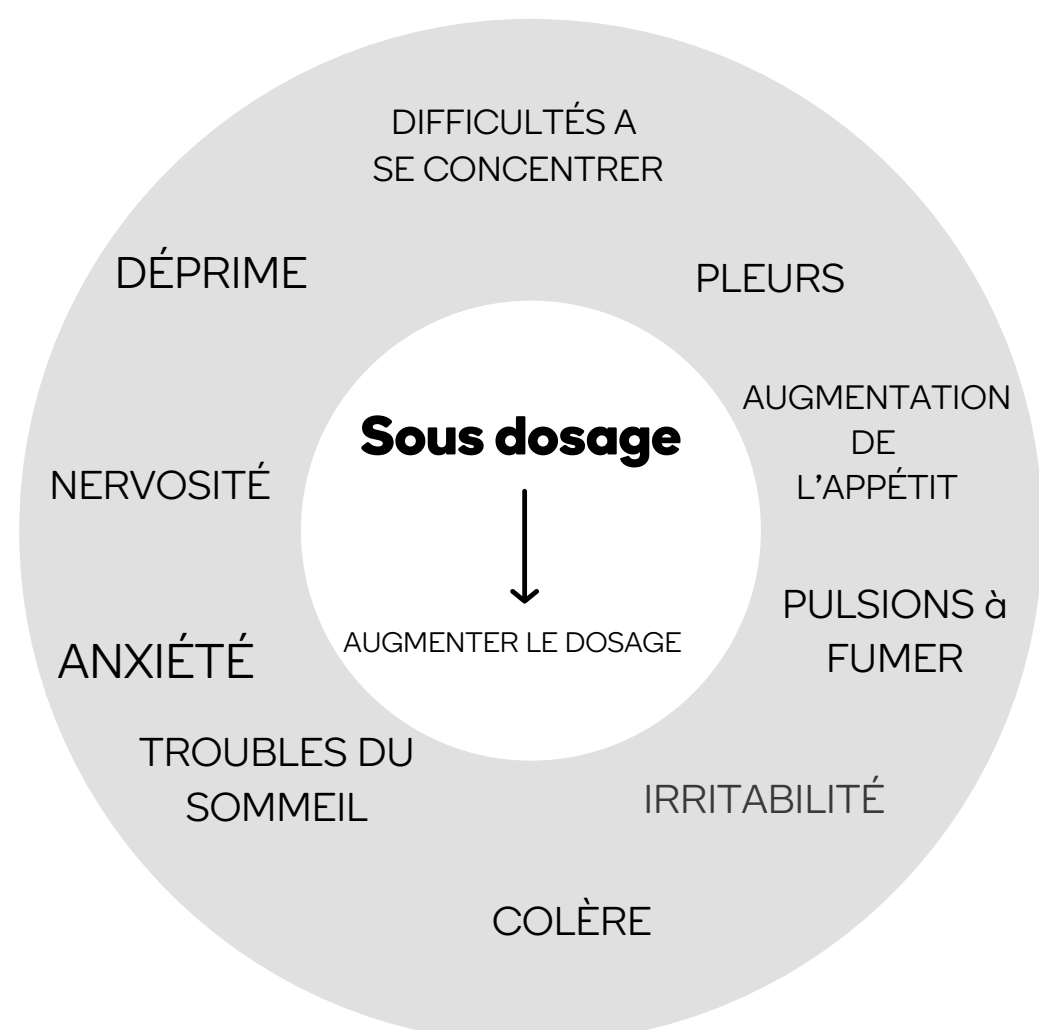 DIFFICULTÉS A
SE CONCENTRER
DÉPRIME
PLEURS
AUGMENTATION
DE
L'APPÉTIT
Sous dosage
NERVOSITÉ
PULSIONS à
FUMER
AUGMENTER LE DOSAGE
ANXIÉTÉ
TROUBLES DU
SOMMEIL
IRRITABILITÉ
COLÈRE